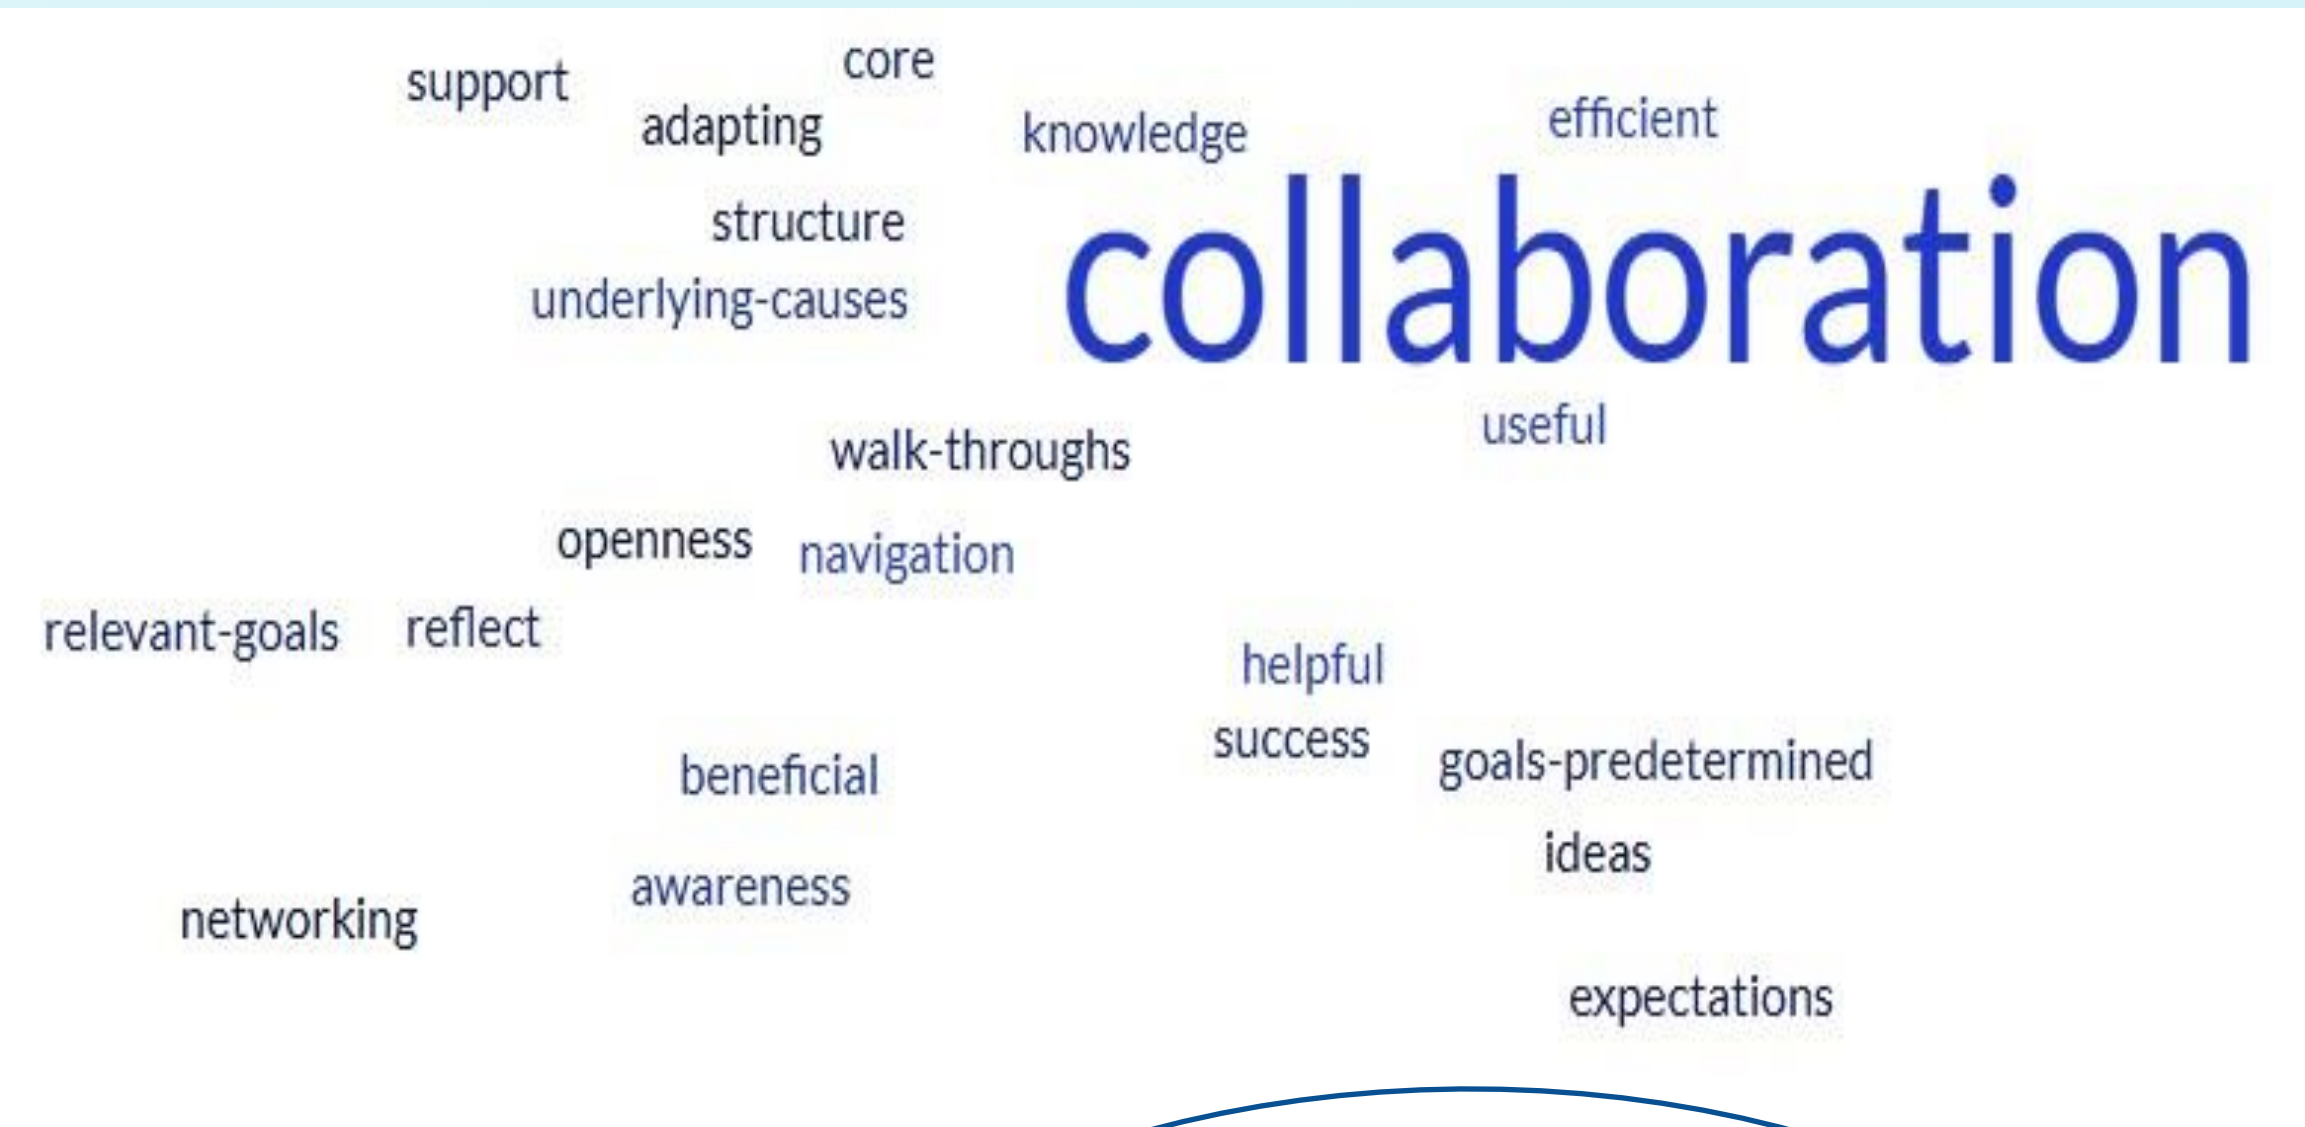 core
support
adapting
knowledge
efficient
structure
collaboration
underlying-causes
useful
walk-throughs
openness
navigation
relevant-goals
reflect
helpful
success
goals-predetermined
beneficial
ideas
awareness
networking
expectations